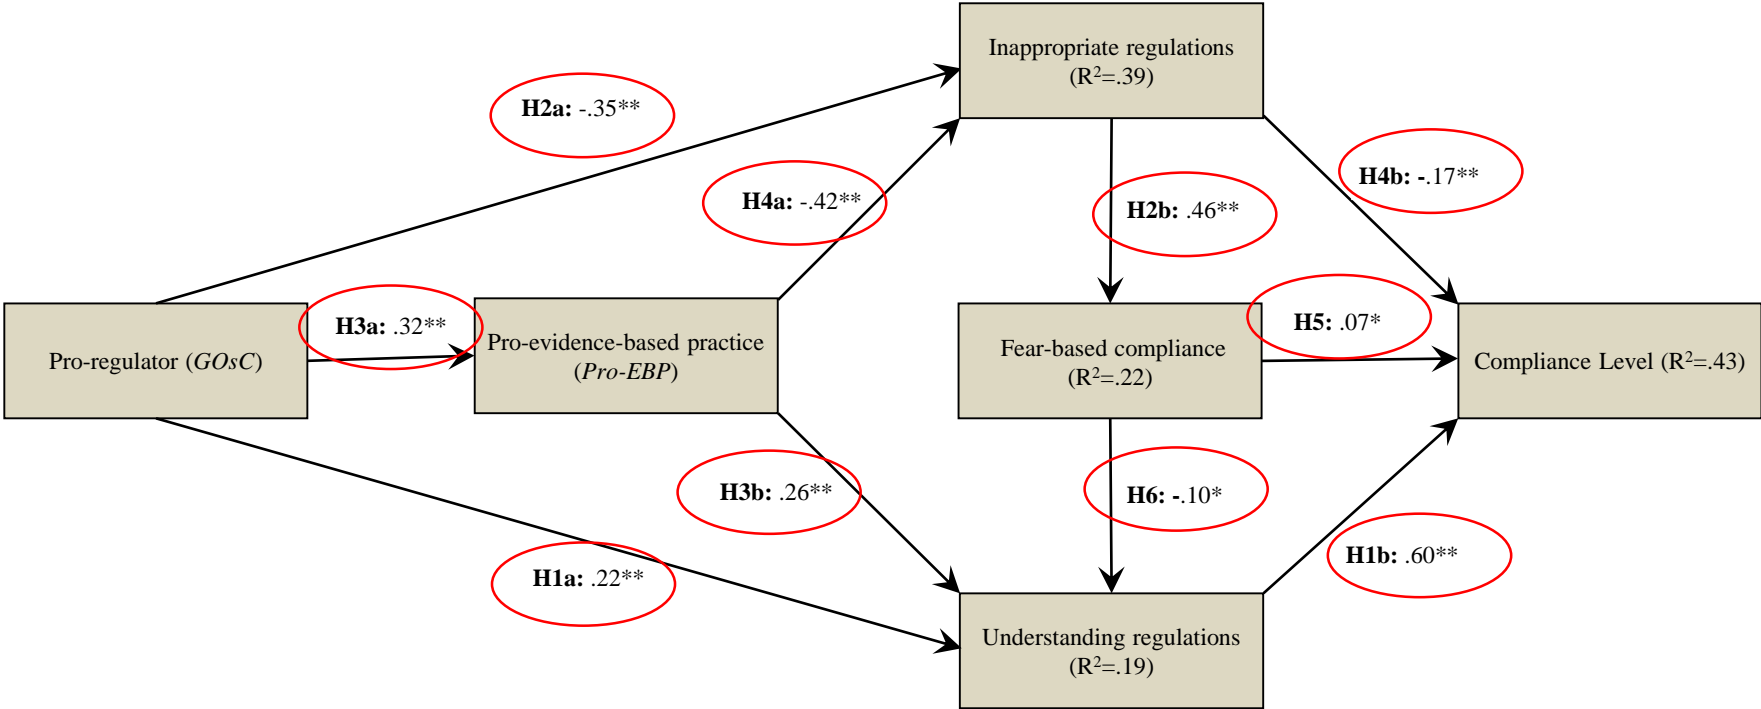 Inappropriate regulations
(R²=.39)
H2a: -.35**
H4a: -.42**
H2b: .46**
H4b: -.17**
Pro-regulator (GOsC)
H3a: .32**
Pro-evidence-based practice
(Pro-EBP)
Fear-based compliance
(R²=.22)
H5: .07*
Compliance Level (R²=.43)
H3b: .26**
H6: -.10*
H1a: .22**
H1b: .60**
Understanding regulations
(R²=.19)